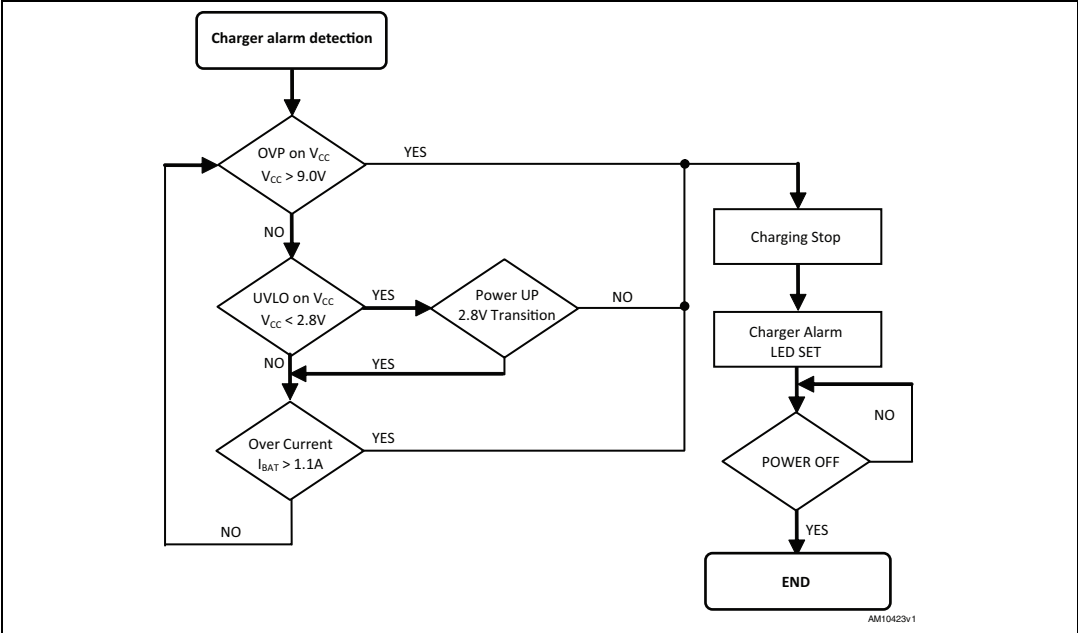 Charger alarm detection
OVP on VCC
VCC > 9.0V
YES
NO
Charging Stop
UVLO on VCC
VCC < 2.8V
YES
Power UP
2.8V Transition
NO
Charger Alarm
LED SET
NO
YES
NO
Over Current
IBAT > 1.1A
YES
POWER OFF
NO
YES
END
AM10423v1